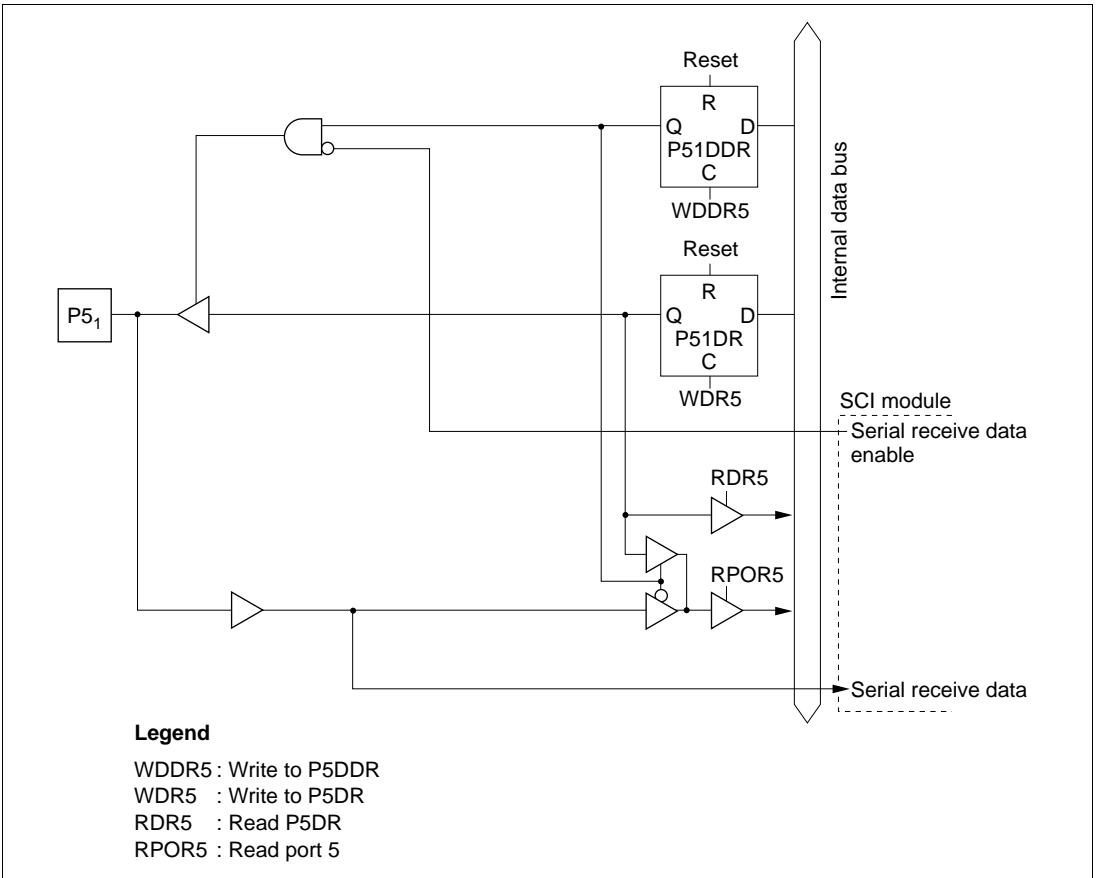 Reset
R
Q D
P51DDR
C
WDDR5
Internal data bus
Reset
R
P5₁
Q D
P51DR
C
WDR5
SCI module
Serial receive data
enable
RDR5
RPOR5
Serial receive data
Legend
WDDR5 : Write to P5DDR
WDR5 : Write to P5DR
RDR5 : Read P5DR
RPOR5 : Read port 5